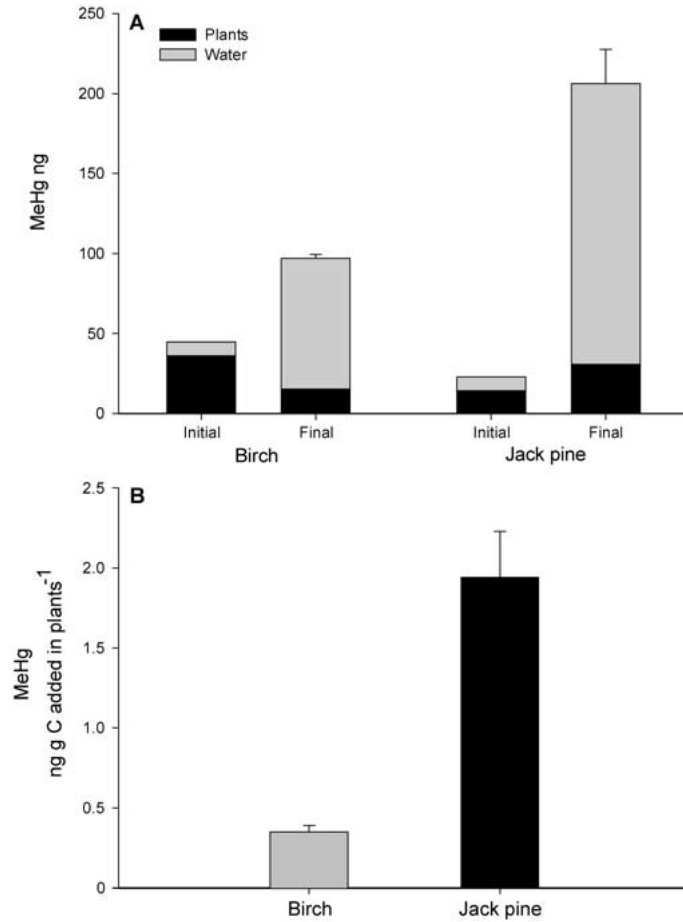 A
Plants
Water
250
200
150
100
50
0
MeHg ng
Initial
Final
Initial
Final
Birch
Jack pine
B
2.5
2.0
1.5
1.0
0.5
0
MeHg
ng g C added in plants⁻¹
Birch
Jack pine